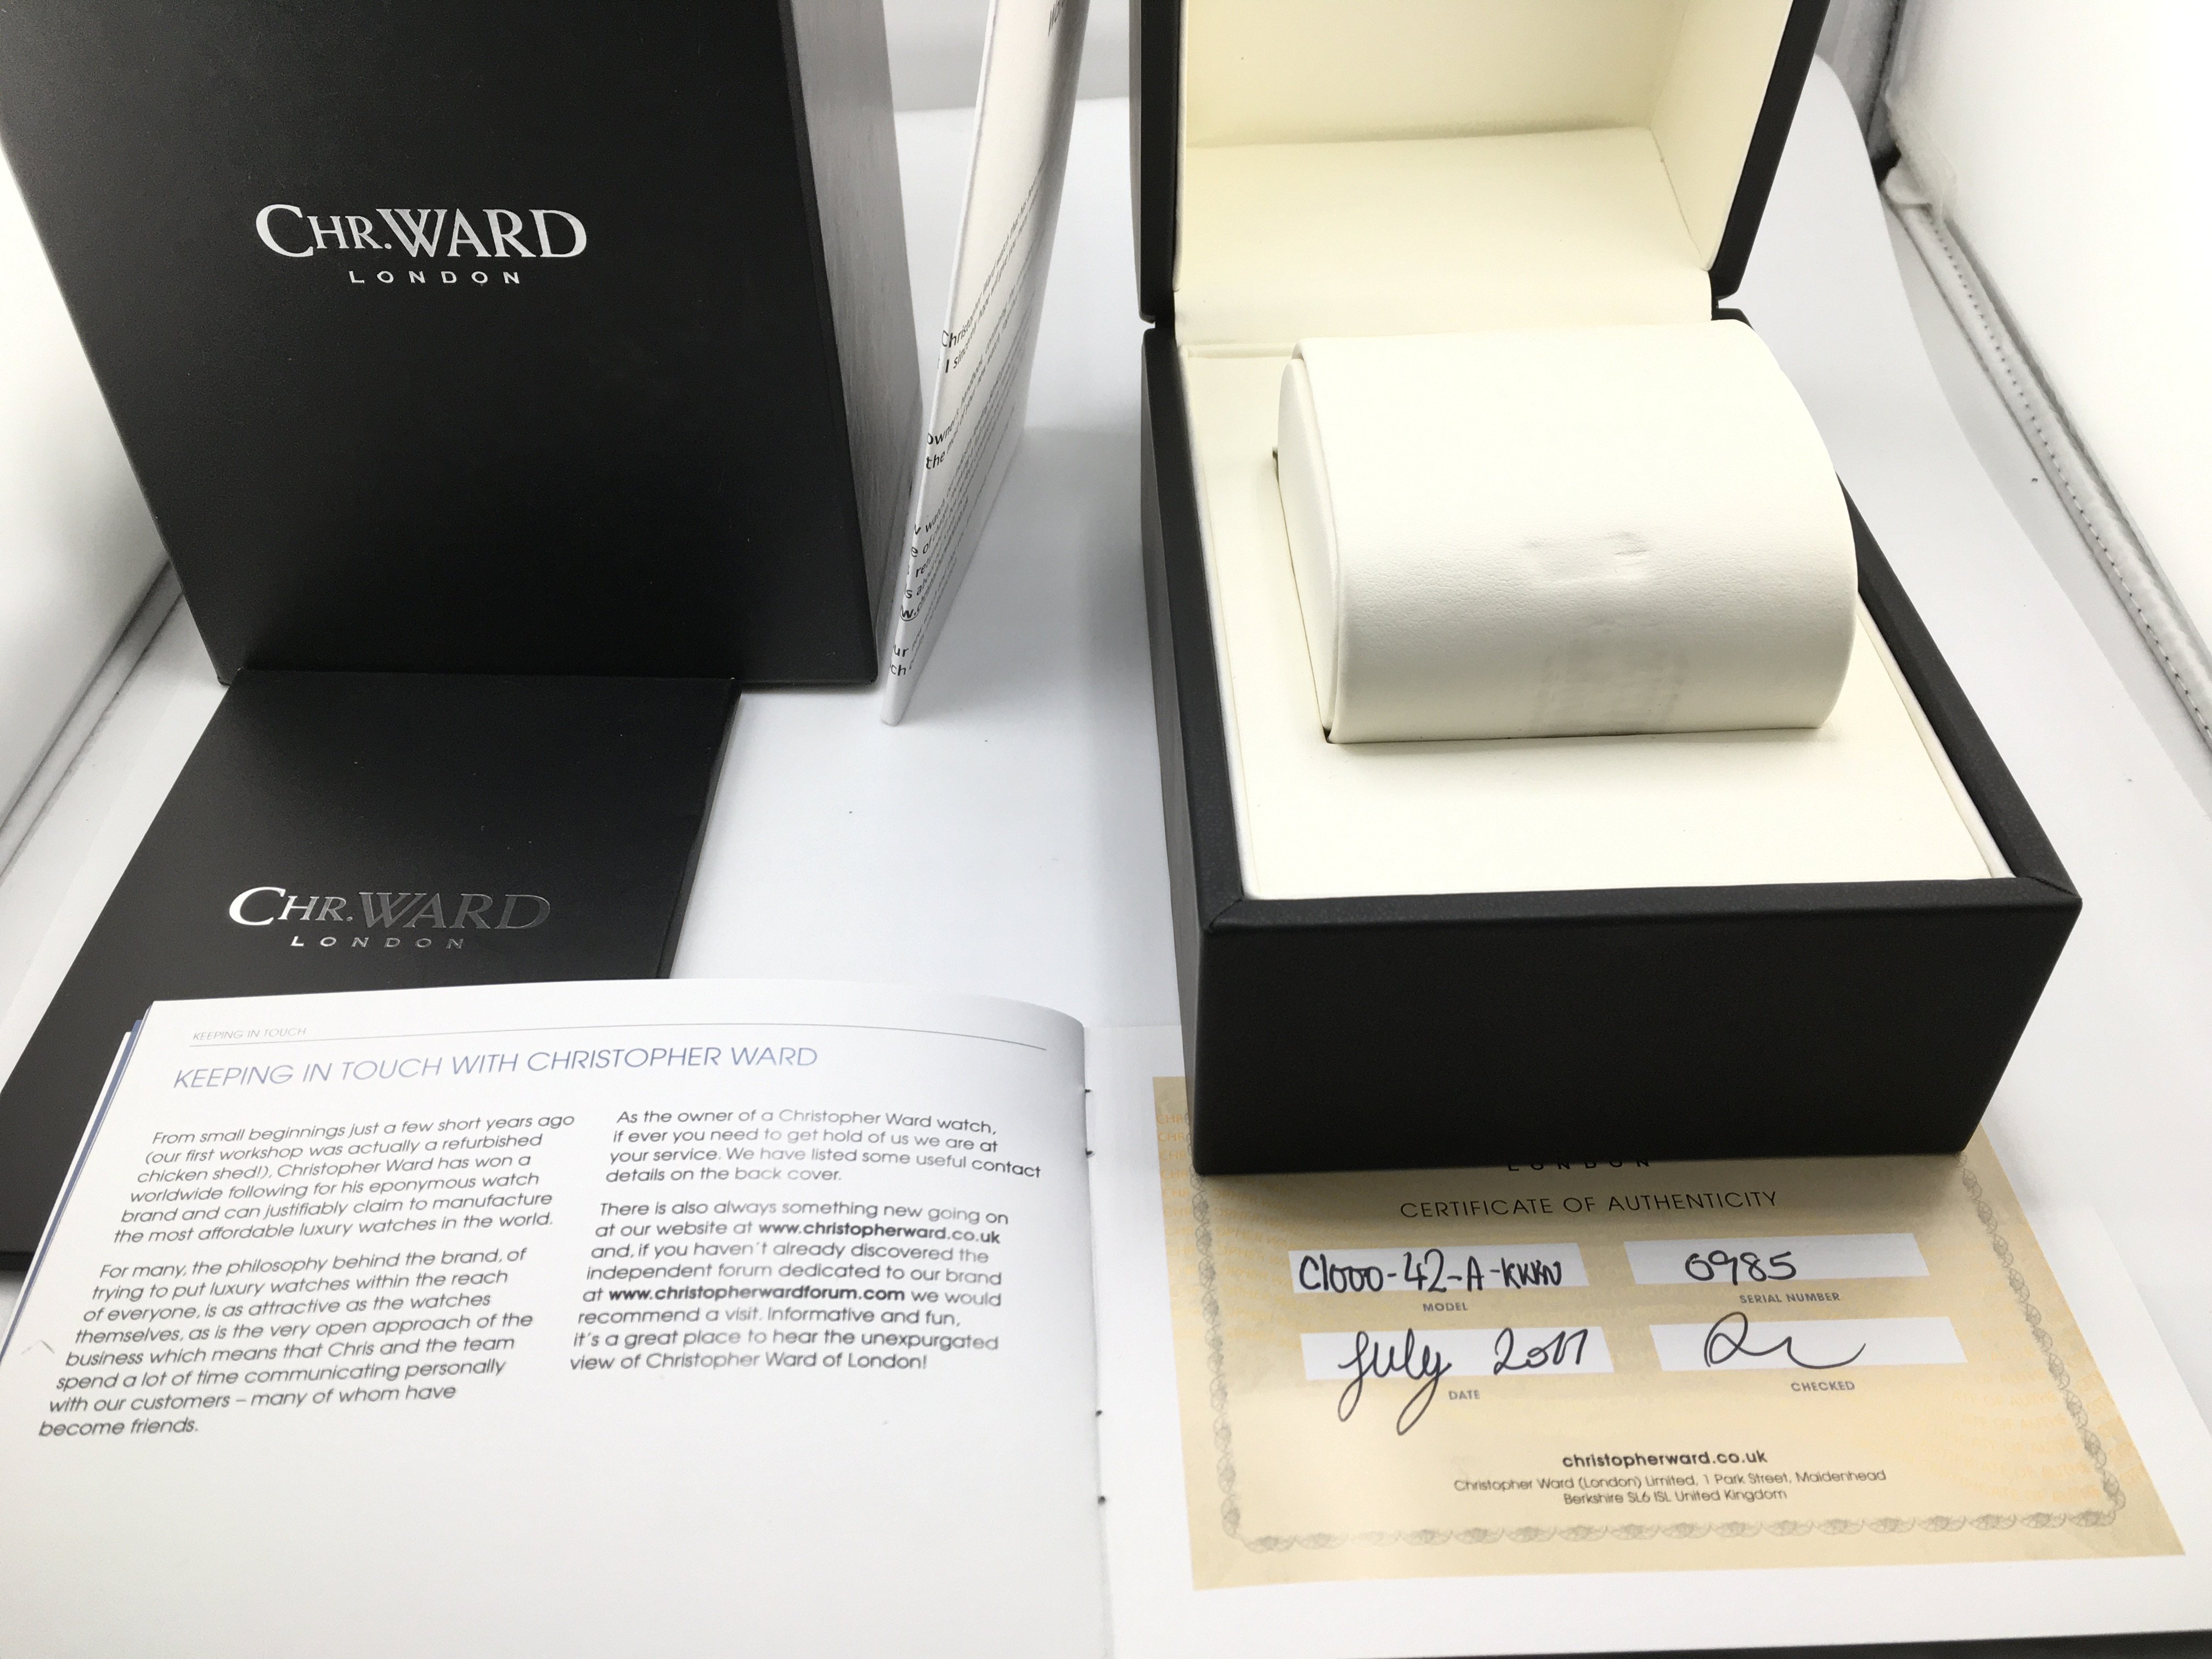 CHR.WARD
LONDON
CHR.WARD
LONDON
KEEPING IN TOUCH
KEEPING IN TOUCH WITH CHRISTOPHER WARD
From small beginnings just a few short years ago
(our first workshop was actually a refurbished
chicken shed!), Christopher Ward has won a
worldwide following for his eponymous watch
brand and can justifiably claim to manufacture
the most affordable luxury watches in the world.
For many, the philosophy behind the brand, of
trying to put luxury watches within the reach
of everyone, is as attractive as the watches
themselves, as is the very open approach of the
business which means that Chris and the team
spend a lot of time communicating personally
with our customers – many of whom have
become friends.
As the owner of a Christopher Ward watch,
if ever you need to get hold of us we are at
your service. We have listed some useful contact
details on the back cover.
There is also always something new going on
at our website at www.christopherward.co.uk
and, if you haven't already discovered the
independent forum dedicated to our brand
at www.christopherwardforum.com we would
recommend a visit. Informative and fun,
it's a great place to hear the unexpurgated
view of Christopher Ward of London!
LONDON
CERTIFICATE OF AUTHENTICITY
C1000-42-A-KKKN
MODEL
0985
SERIAL NUMBER
July 2017
DATE
CHECKED
christopherward.co.uk
Christopher Ward (London) Limited, 1 Park Street, Maidenhead
Berkshire SL6 1SL United Kingdom